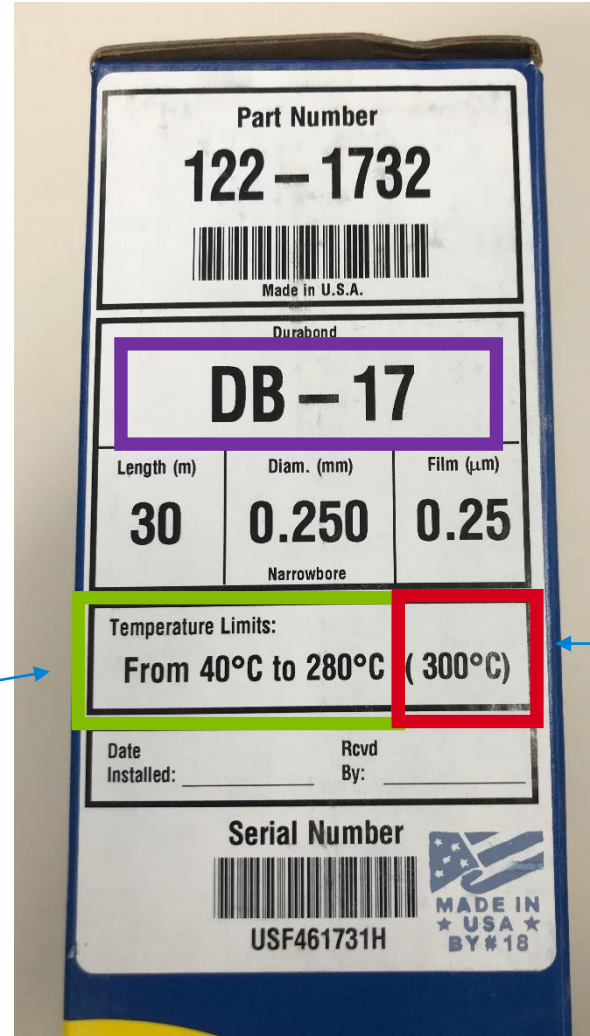 Part Number
122 – 1732
Made in U.S.A.
Durabond
DB – 17
Length (m) Diam. (mm) Film (µm)
30 0.250 0.25
Narrowbore
Temperature Limits:
From 40°C to 280°C ( 300°C)
Date Installed: Rcvd By:
Serial Number
USF461731H
MADE IN
USA
BY#18